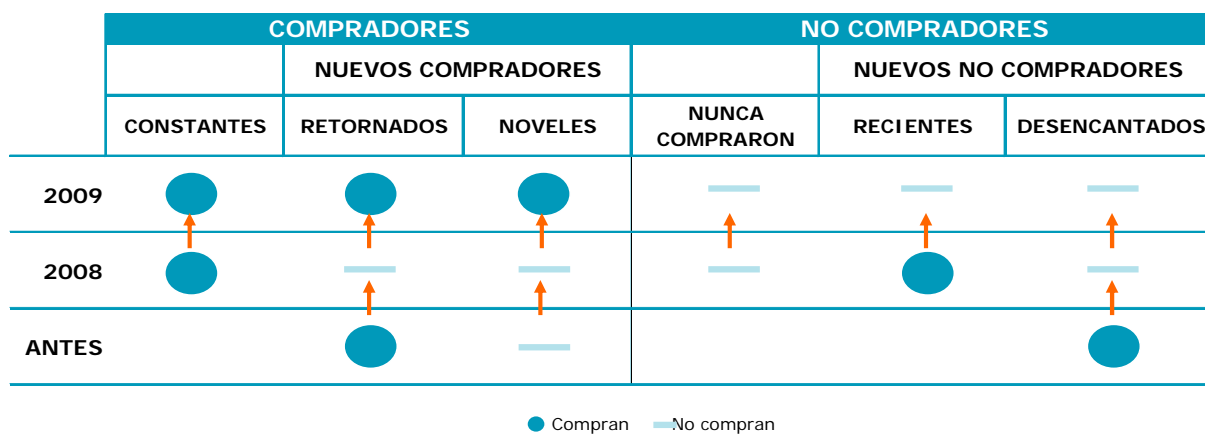 COMPRADORES NO COMPRADORES
NUEVOS COMPRADORES NUEVOS NO COMPRADORES
CONSTANTES RETORNADOS NOVELES NUNCA COMPRARON RECIENTES DESENCANTADOS
2009
2008
ANTES
Compran No compran